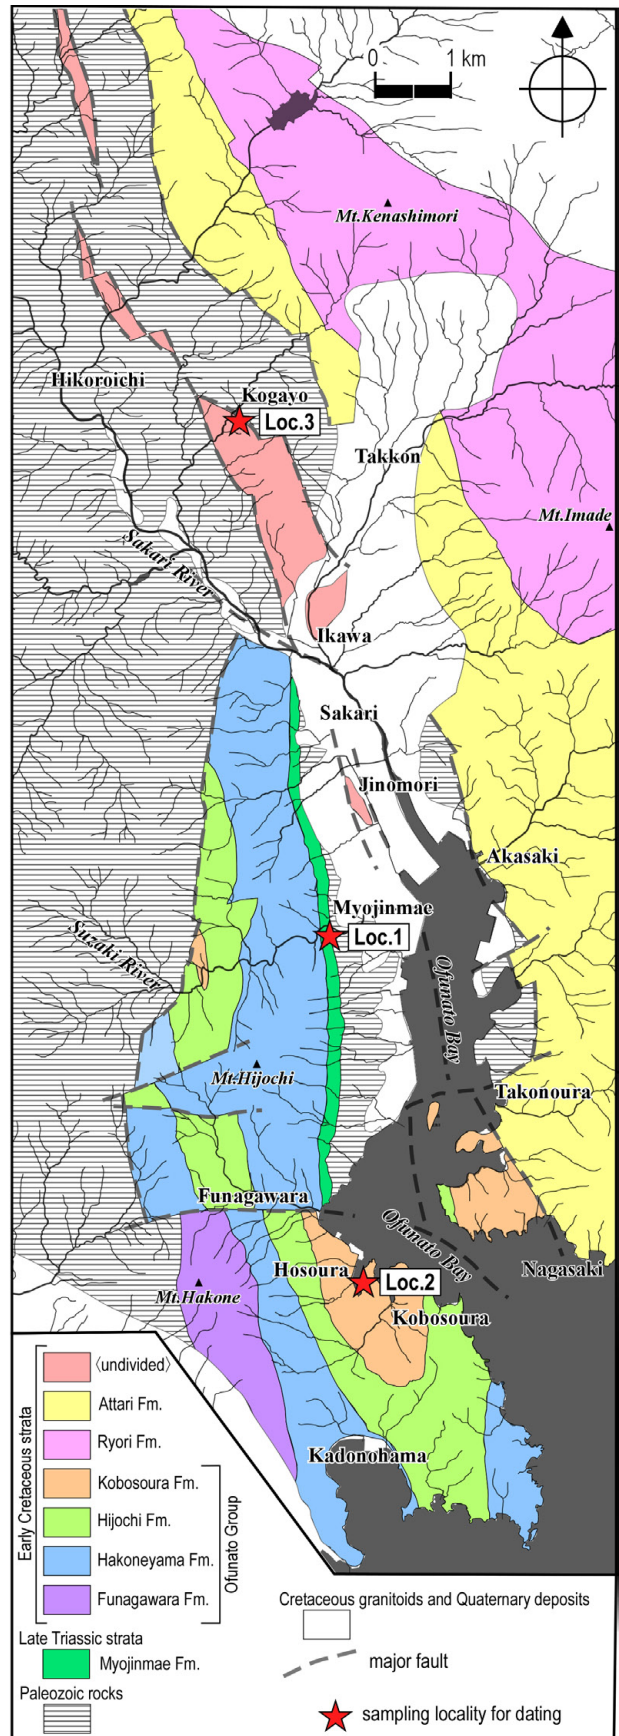 0 1 km
Mt.Kenashimori
Hikoroichi
Kogayo
Loc.3
Takkon
Mt.Imade
Sakari River
Ikawa
Sakari
Jinomori
Akasaki
Myojinmae
Loc.1
Suzaki River
Ofunato Bay
Mt.Hijochi
Takonoura
Funagawara
Ofunato Bay
Nagasaki
Hosoura
Loc.2
Mt.Hakone
Kobosoura
Kadonohama
Early Cretaceous strata
〈undivided〉
Attari Fm.
Ryori Fm.
Kobosoura Fm.
Hijochi Fm.
Hakoneyama Fm.
Funagawara Fm.
Ofunato Group
Late Triassic strata
Myojinmae Fm.
Paleozoic rocks
Cretaceous granitoids and Quaternary deposits
major fault
sampling locality for dating